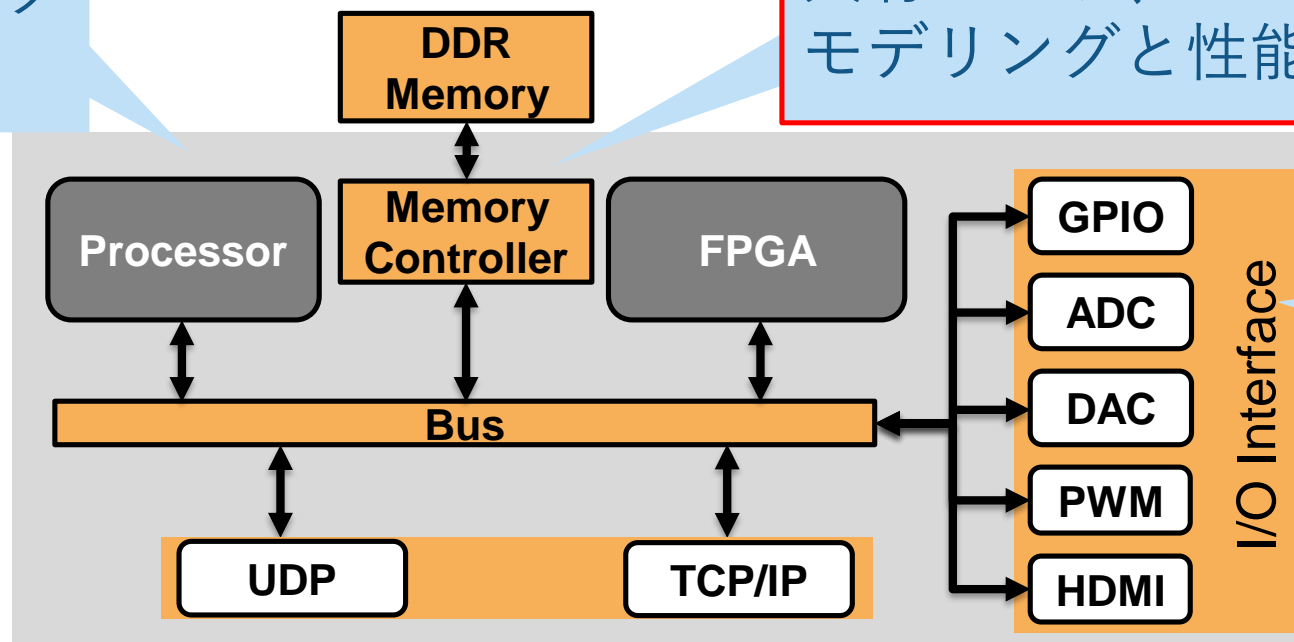 モデリングと性能
DDR
Memory
Memory
Controller
Processor
FPGA
Bus
UDP
TCP/IP
GPIO
ADC
DAC
PWM
HDMI
I/O Interface